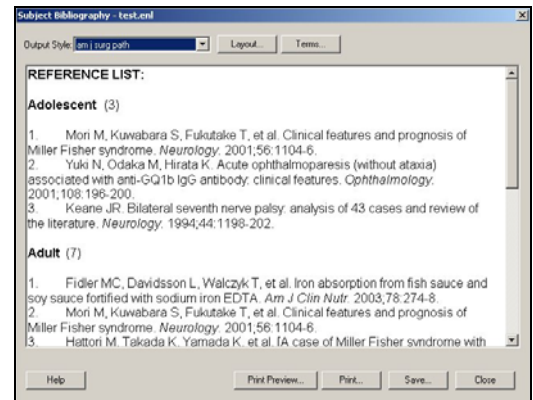 Subject Bibliography - test.enl
Output Style: am j surg path Layout... Terms...
REFERENCE LIST:
Adolescent (3)
1. Mori M, Kuwabara S, Fukutake T, et al. Clinical features and prognosis of
Miller Fisher syndrome. Neurology. 2001;56:1104-6.
2. Yuki N, Odaka M, Hirata K. Acute ophthalmoparesis (without ataxia)
associated with anti-GQ1b IgG antibody: clinical features. Ophthalmology.
2001;108:196-200.
3. Keane JR. Bilateral seventh nerve palsy: analysis of 43 cases and review of
the literature. Neurology. 1994;44:1198-202.
Adult (7)
1. Fidler MC, Davidsson L, Walczyk T, et al. Iron absorption from fish sauce and
soy sauce fortified with sodium iron EDTA. Am J Clin Nutr. 2003;78:274-8.
2. Mori M, Kuwabara S, Fukutake T, et al. Clinical features and prognosis of
Miller Fisher syndrome. Neurology. 2001;56:1104-6.
3. Hattori M, Takada K, Yamada K, et al. [A case of Miller Fisher syndrome with
Help Print Preview... Print... Save... Close